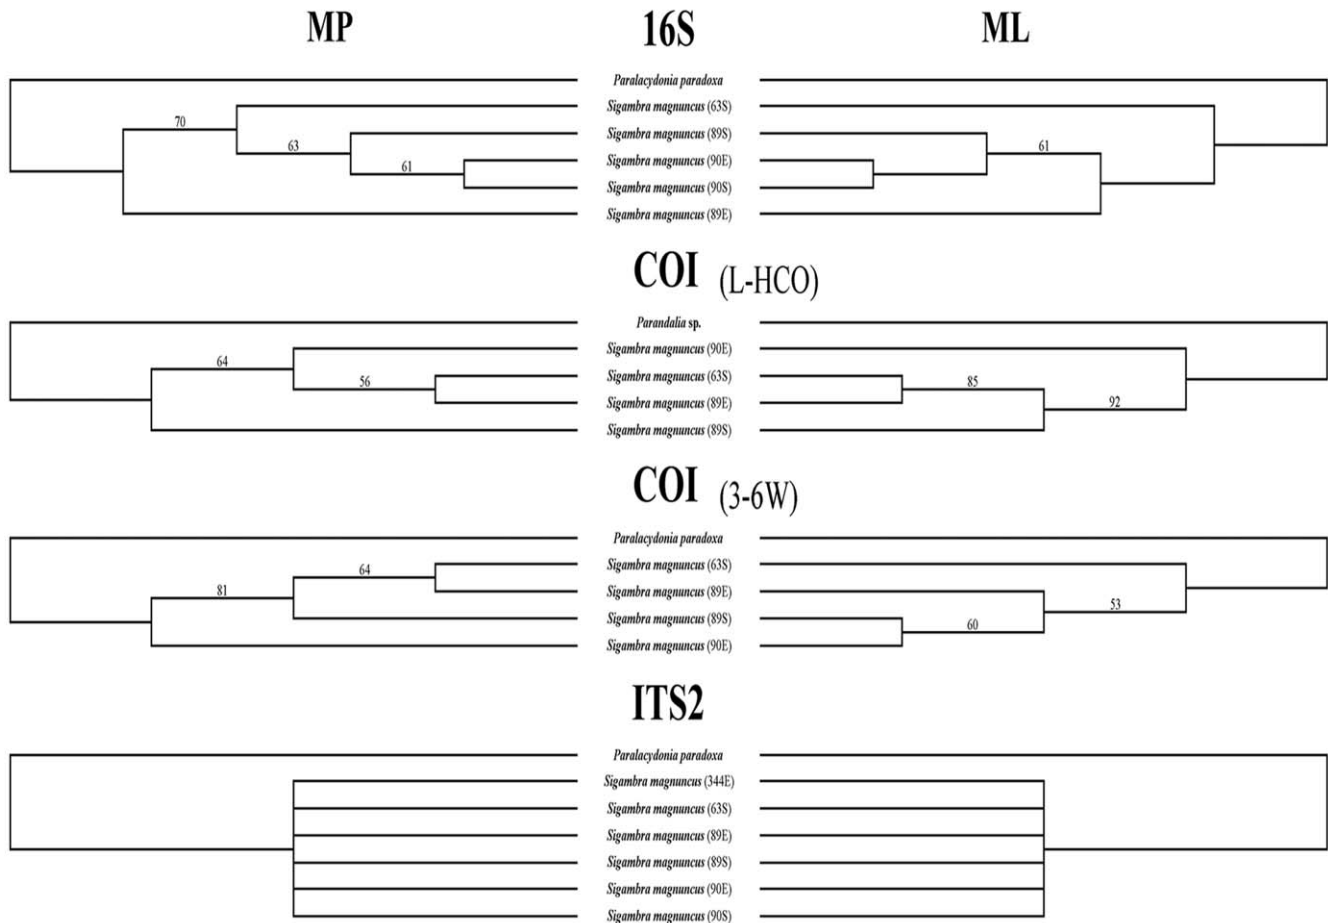 MP 16S ML
Paralacydonia paradoxa
Sigambra magnuncus (63S)
70
Sigambra magnuncus (89S)
63 61
Sigambra magnuncus (90E)
61
Sigambra magnuncus (90S)
Sigambra magnuncus (89E)
COI (L-HCO)
Parandalia sp.
Sigambra magnuncus (90E)
64
Sigambra magnuncus (63S)
56 85
Sigambra magnuncus (89E)
92
Sigambra magnuncus (89S)
COI (3-6W)
Paralacydonia paradoxa
Sigambra magnuncus (63S)
64
Sigambra magnuncus (89E)
81 53
Sigambra magnuncus (89S)
60
Sigambra magnuncus (90E)
ITS2
Paralacydonia paradoxa
Sigambra magnuncus (344E)
Sigambra magnuncus (63S)
Sigambra magnuncus (89E)
Sigambra magnuncus (89S)
Sigambra magnuncus (90E)
Sigambra magnuncus (90S)